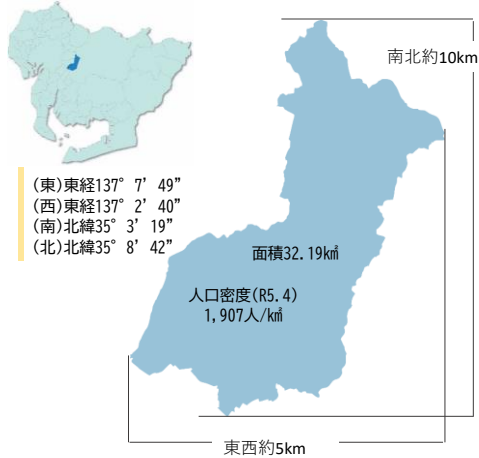 南北約10km
(東)東経137°7’49”
(西)東経137°2’40”
(南)北緯35°3’19”
(北)北緯35°8’42”
面積32.19㎢
人口密度(R5.4)
1,907人/㎢
東西約5km